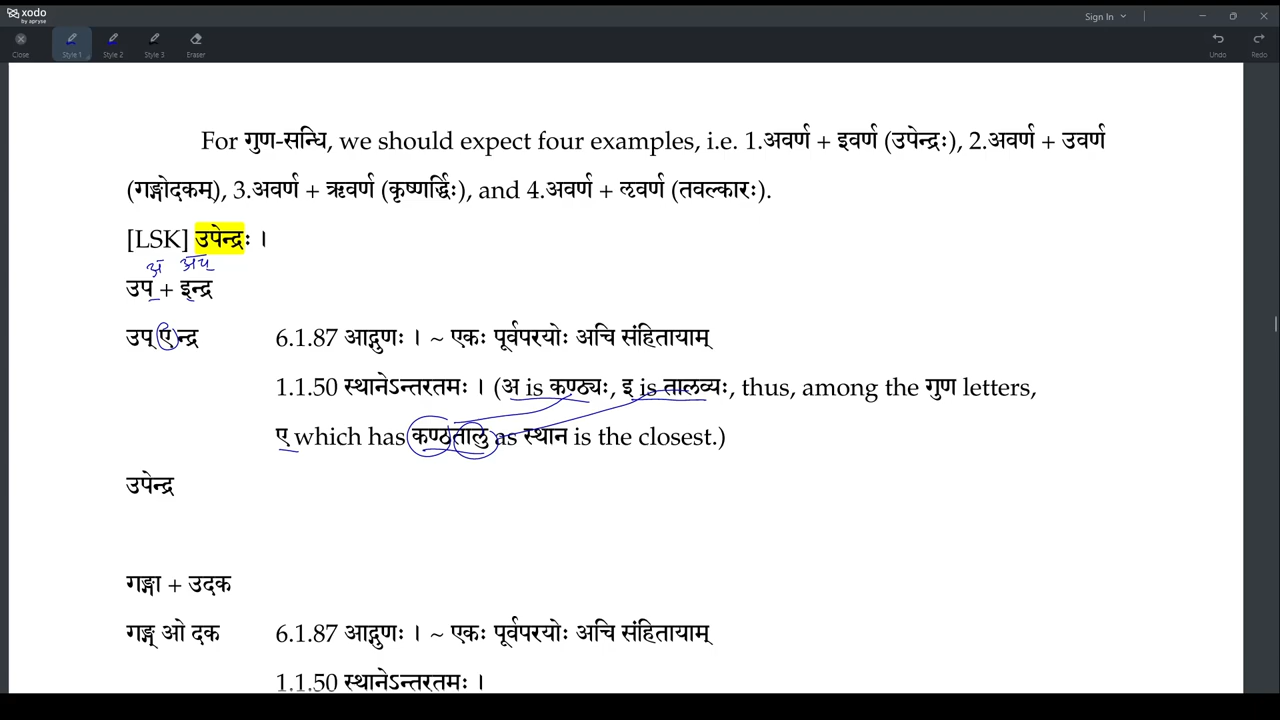 xodo
by apryse
Sign In
Close
Style 1
Style 2
Style 3
Eraser
Undo
Redo
For गुण-सन्धि, we should expect four examples, i.e. 1.अवर्ण + इवर्ण (उपेन्द्रः), 2.अवर्ण + उवर्ण
(गङ्गोदकम्), 3.अवर्ण + ऋवर्ण (कृष्णर्द्धिः), and 4.अवर्ण + ऌवर्ण (तवल्कारः).
[LSK] उपेन्द्रः ।
अ अच्
उप + इन्द्र
उप् ए न्द्र 6.1.87 आद्गुणः । ~ एकः पूर्वपरयोः अचि संहितायाम्
1.1.50 स्थानेऽन्तरतमः । (अ is कण्ठ्यः, इ is तालव्यः, thus, among the गुण letters,
ए which has कण्ठतालु as स्थान is the closest.)
उपेन्द्र
गङ्गा + उदक
गङ्ग् ओ दक 6.1.87 आद्गुणः । ~ एकः पूर्वपरयोः अचि संहितायाम्
1.1.50 स्थानेऽन्तरतमः ।